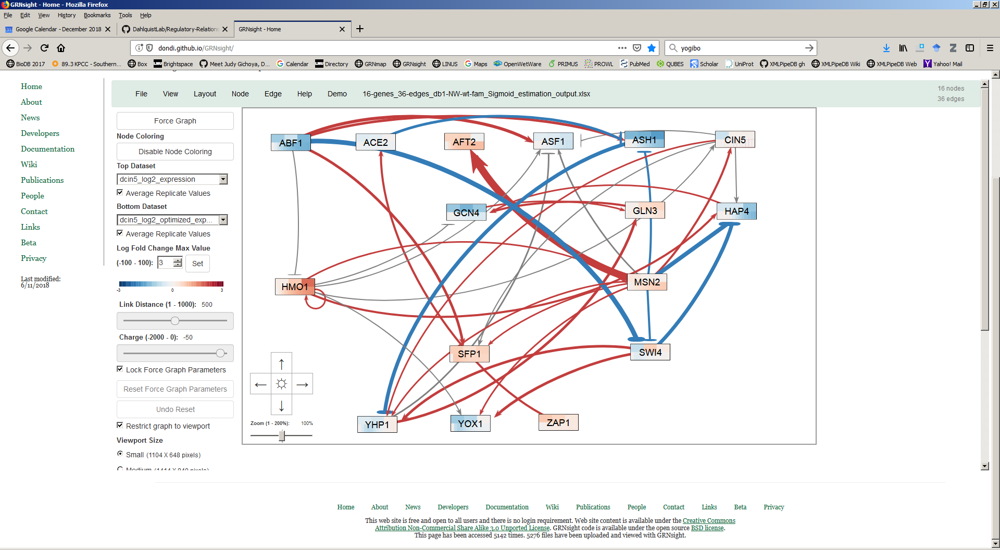 GRNsight - Home - Mozilla Firefox
File Edit View History Bookmarks Tools Help
Google Calendar - December 2018 DahlquistLab/Regulatory-Relations GRNsight - Home
dondi.github.io/GRNsight/ yogibo
BioDB 2017 89.3 KPCC - Southern... Box Brightspace Meet Judy Gichoya, D... Calendar Directory GRNmap GRNsight LINUS Maps OpenWetWare PRIMUS PROWL PubMed QUBES Scholar UniProt XMLPipeDB gh XMLPipeDB Wiki XMLPipeDB Web Yahoo! Mail
Home
About
News
Developers
Documentation
Wiki
Publications
People
Contact
Links
Beta
Privacy
Last modified:
6/11/2018
File View Layout Node Edge Help Demo 16-genes_36-edges_db1-NW-wt-fam_Sigmoid_estimation_output.xlsx
16 nodes
36 edges
Force Graph
Node Coloring
Disable Node Coloring
Top Dataset
dcin5_log2_expression
Average Replicate Values
Bottom Dataset
dcin5_log2_optimized_exp...
Average Replicate Values
Log Fold Change Max Value
(-100 - 100): 3 Set
-3 0 3
Link Distance (1 - 1000): 500
Charge (-2000 - 0): -50
Lock Force Graph Parameters
Reset Force Graph Parameters
Undo Reset
Restrict graph to viewport
Viewport Size
Small (1104 X 648 pixels)
Medium (1414 X 840 pixels)
ABF1 ACE2 AFT2 ASF1 ASH1 CIN5
GCN4 GLN3 HAP4
HMO1 MSN2
SFP1 SWI4
YHP1 YOX1 ZAP1
Zoom (1 - 200%): 100%
Home About News Developers Documentation Wiki Publications People Contact Links Beta Privacy
This web site is free and open to all users and there is no login requirement. Web site content is available under the Creative Commons
Attribution Non-Commercial Share Alike 3.0 Unported License. GRNsight code is available under the open source BSD license.
This page has been accessed 5142 times. 5276 files have been uploaded and viewed with GRNsight.